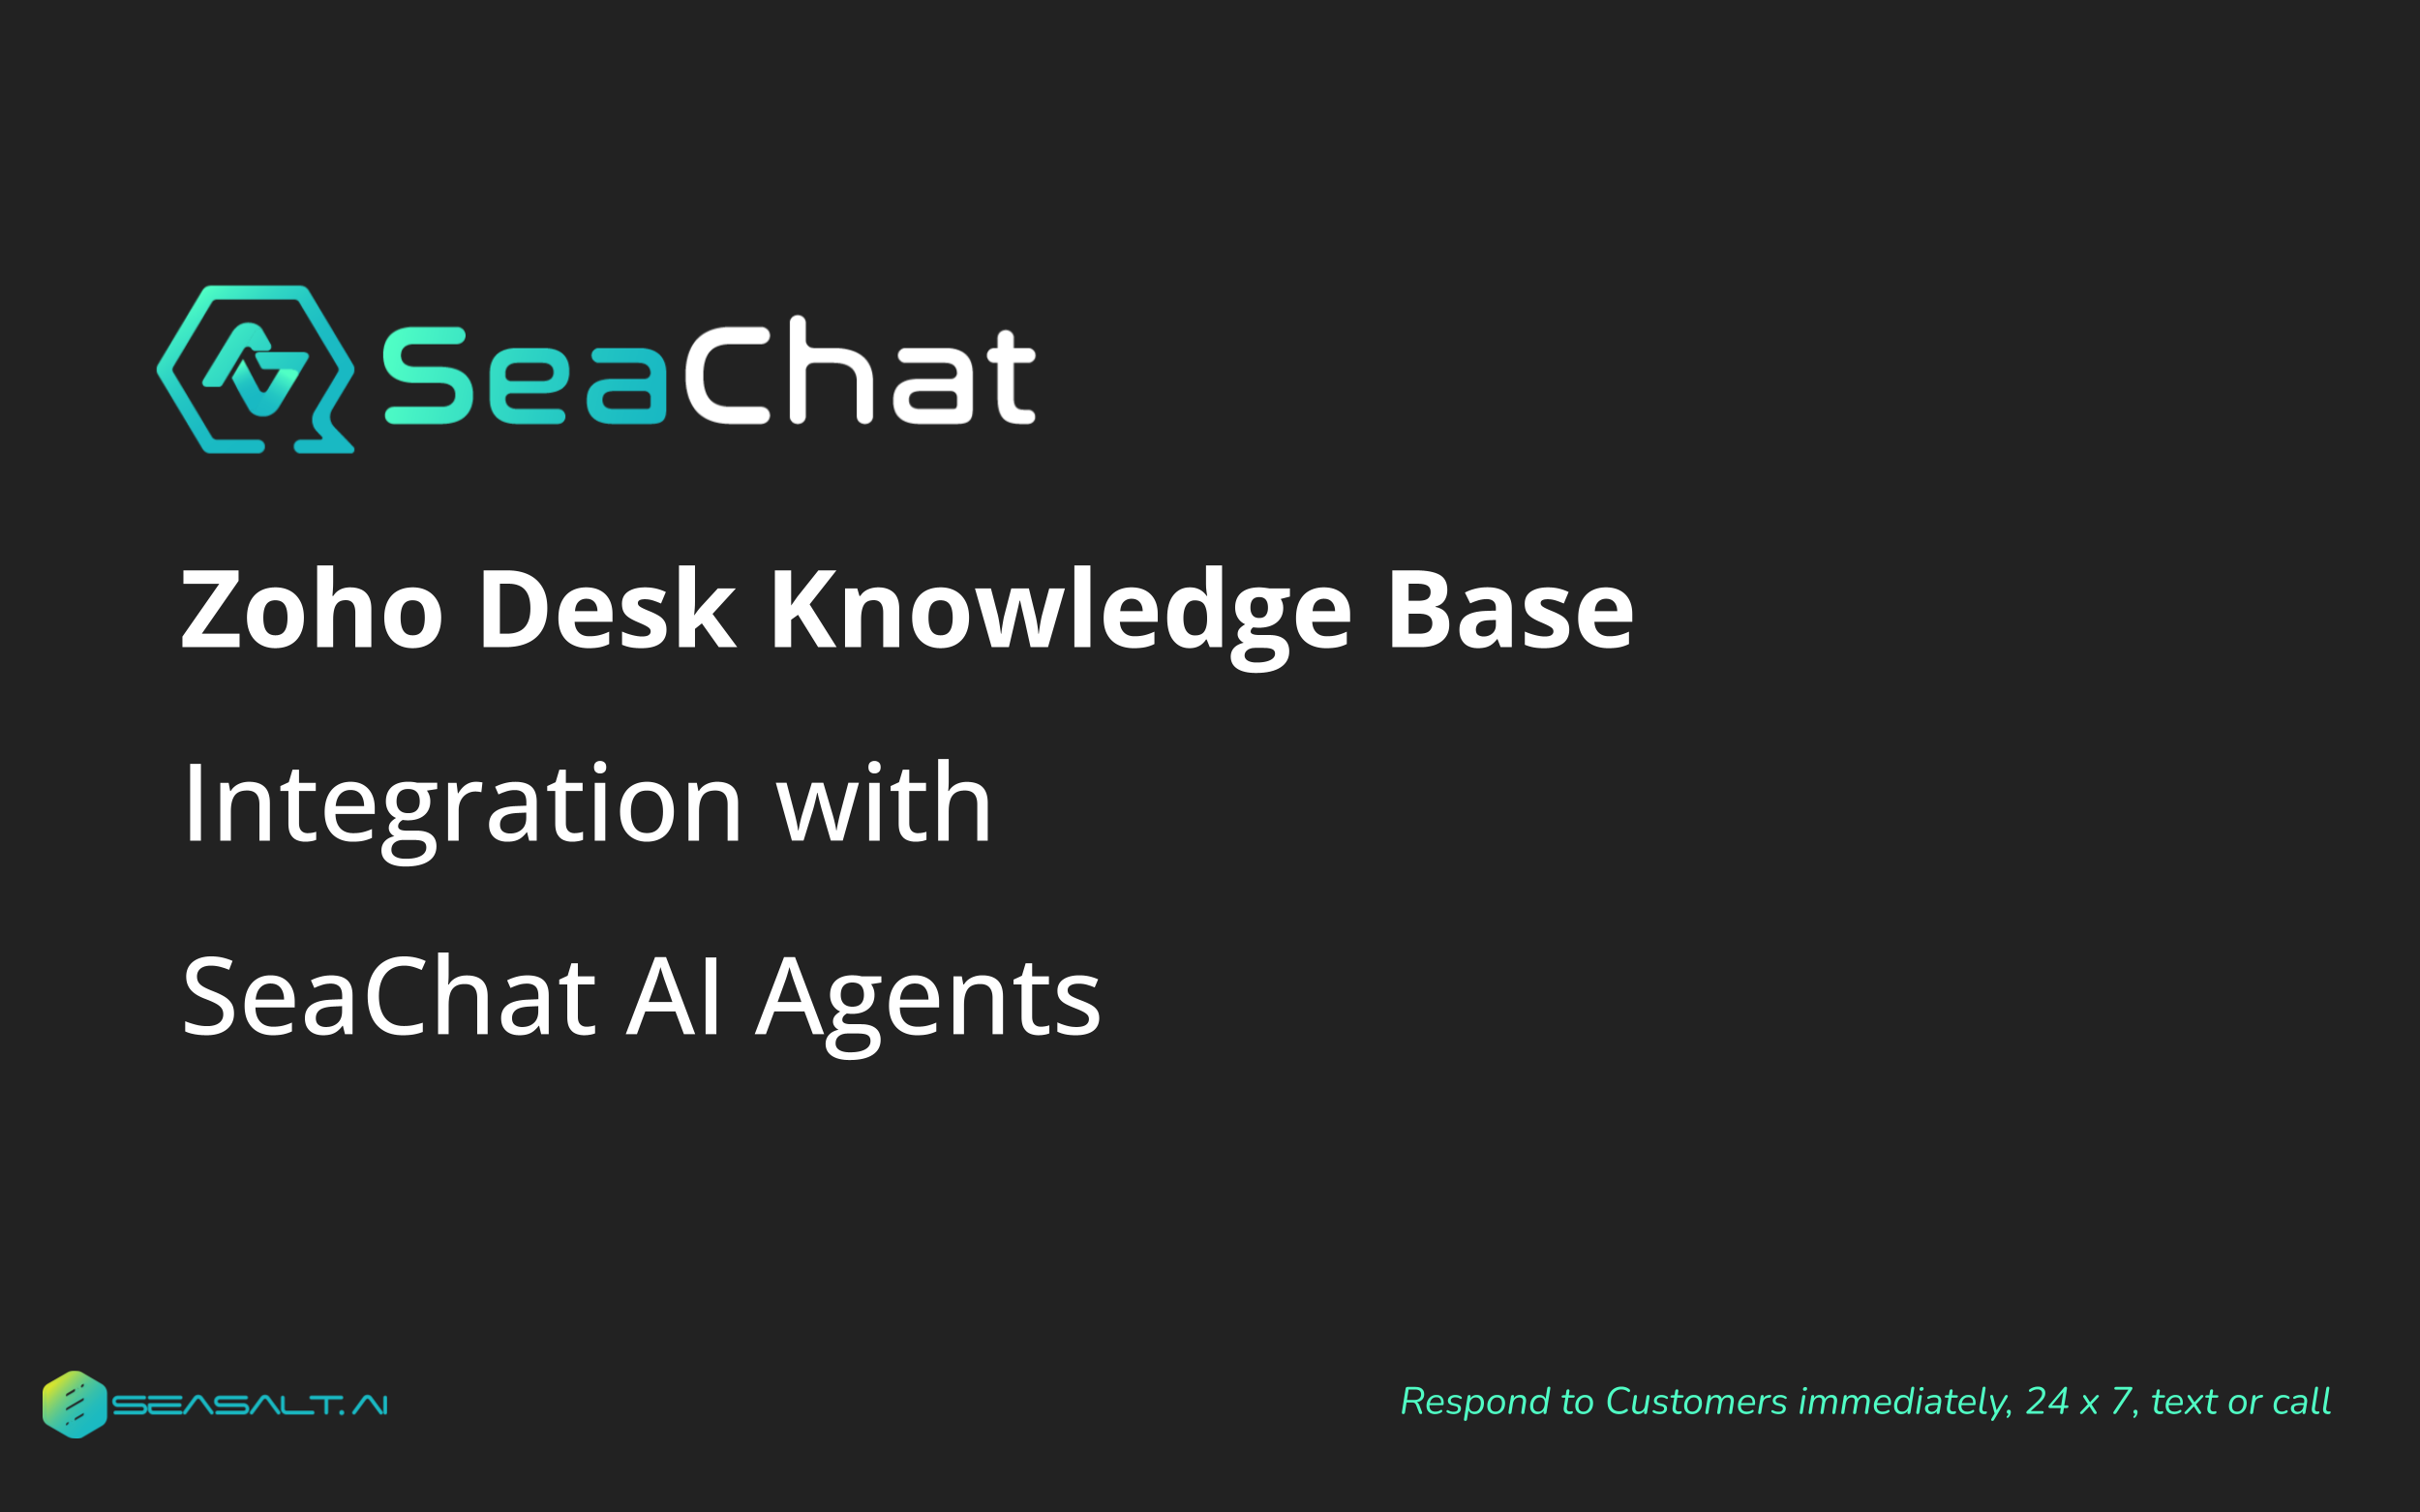 SeaChat
Zoho Desk Knowledge Base
Integration with
SeaChat AI Agents
SEASALT.AI
Respond to Customers immediately, 24 x 7, text or call